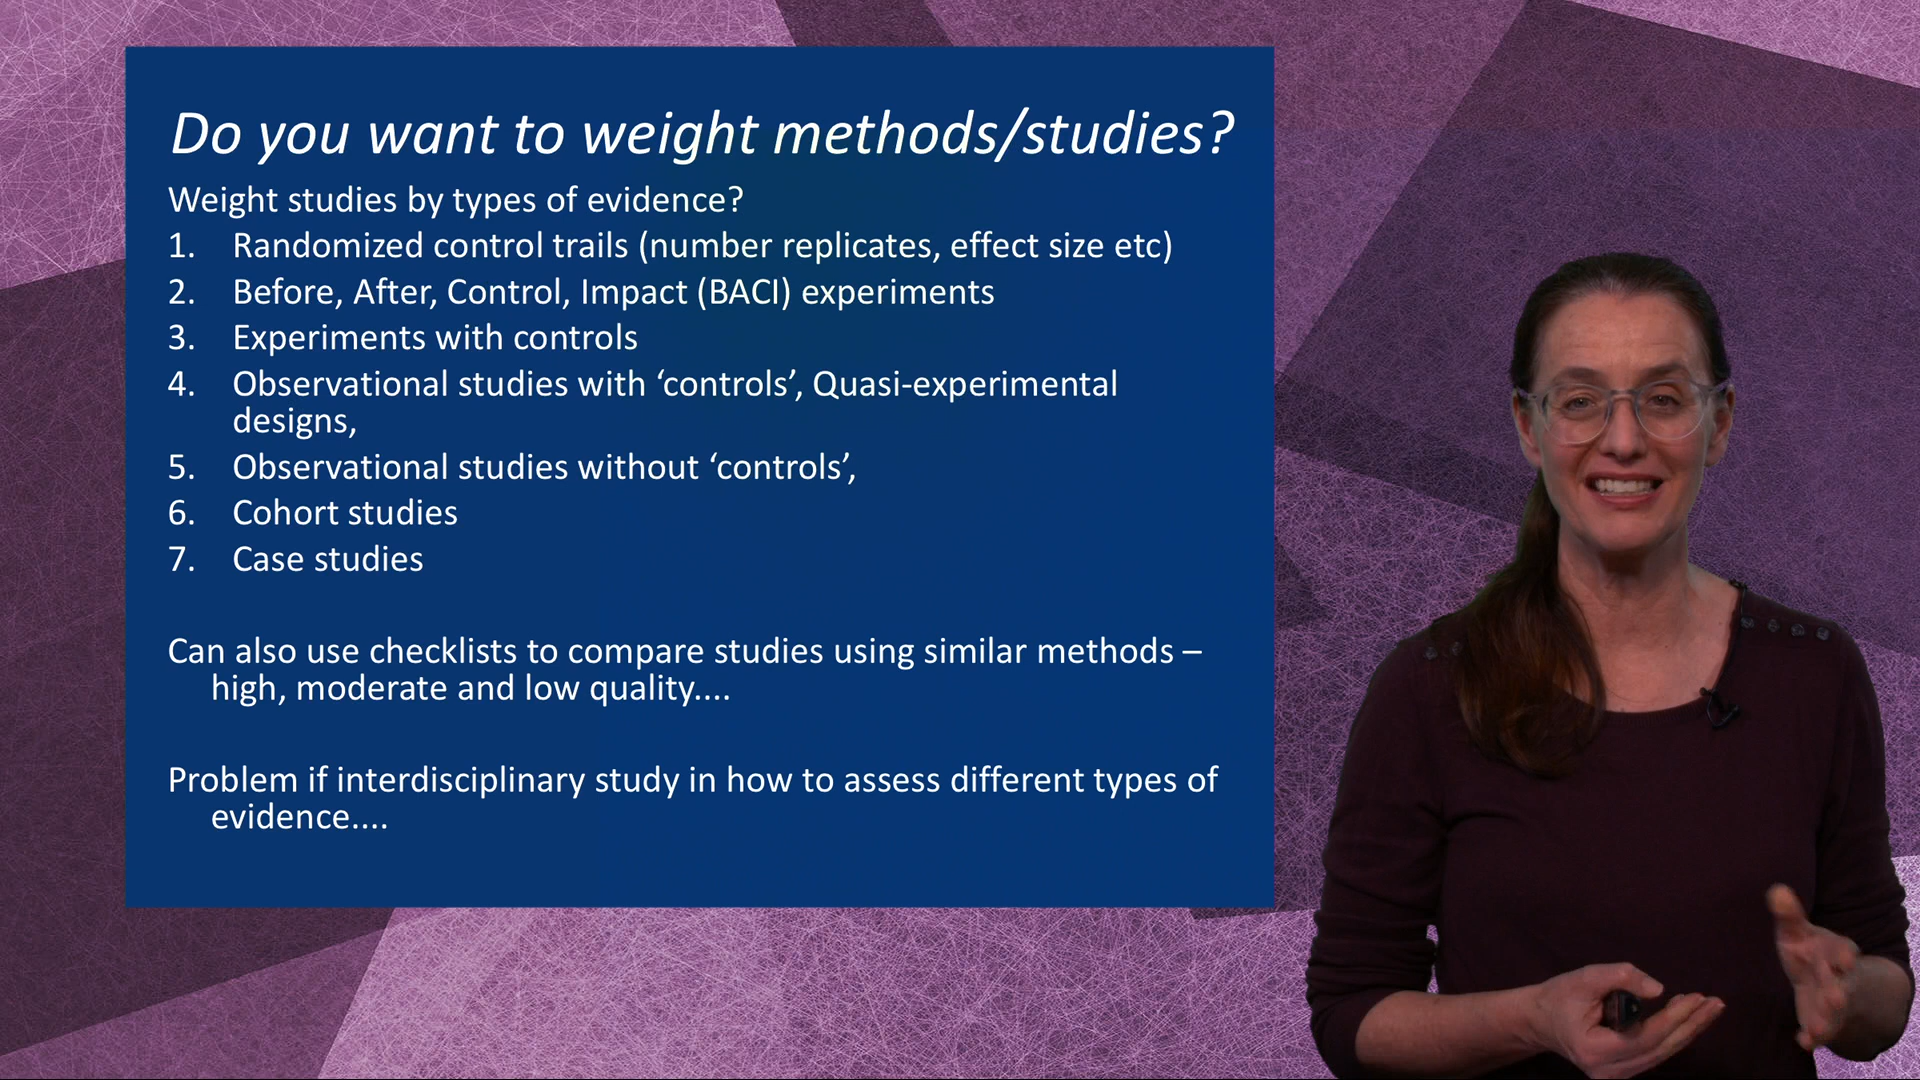 Do you want to weight methods/studies?
Weight studies by types of evidence?
1. Randomized control trails (number replicates, effect size etc)
2. Before, After, Control, Impact (BACI) experiments
3. Experiments with controls
4. Observational studies with ‘controls’, Quasi-experimental
designs,
5. Observational studies without ‘controls’,
6. Cohort studies
7. Case studies
Can also use checklists to compare studies using similar methods –
high, moderate and low quality....
Problem if interdisciplinary study in how to assess different types of
evidence....